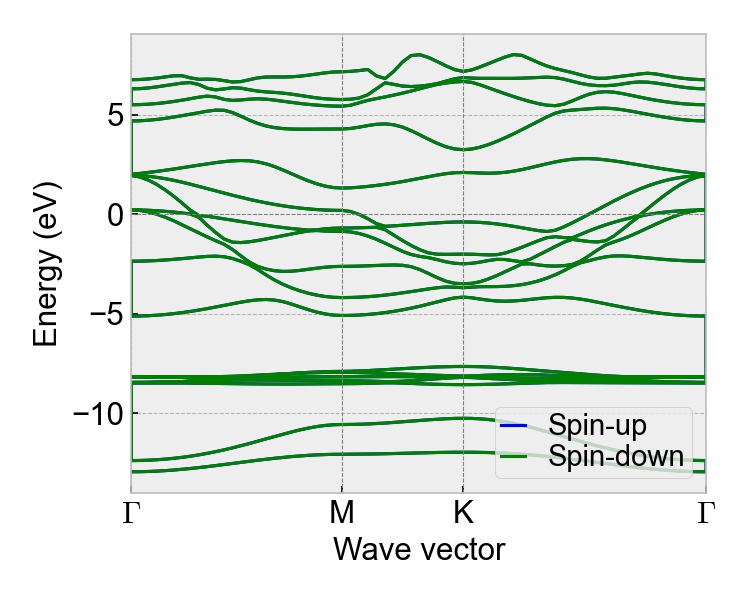 Energy (eV)
5
0
−5
−10
Spin-up
Spin-down
Γ M K Γ
Wave vector